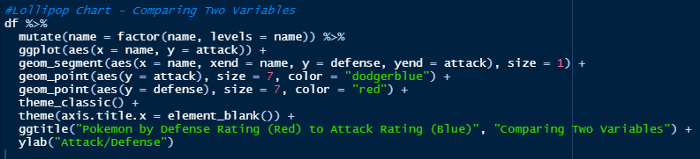 #Lollipop Chart - Comparing Two Variables
df %>%
  mutate(name = factor(name, levels = name)) %>%
  ggplot(aes(x = name, y = attack)) +
  geom_segment(aes(x = name, xend = name, y = defense, yend = attack), size = 1) +
  geom_point(aes(y = attack), size = 7, color = "dodgerblue") +
  geom_point(aes(y = defense), size = 7, color = "red") +
  theme_classic() +
  theme(axis.title.x = element_blank()) +
  ggtitle("Pokemon by Defense Rating (Red) to Attack Rating (Blue)", "Comparing Two Variables") +
  ylab("Attack/Defense")